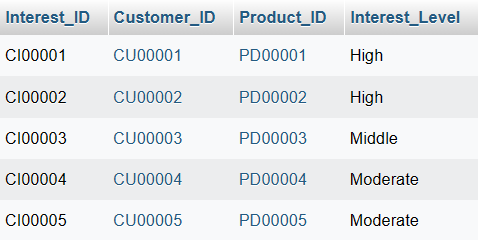 Interest_ID Customer_ID Product_ID Interest_Level
CI00001 CU00001 PD00001 High
CI00002 CU00002 PD00002 High
CI00003 CU00003 PD00003 Middle
CI00004 CU00004 PD00004 Moderate
CI00005 CU00005 PD00005 Moderate